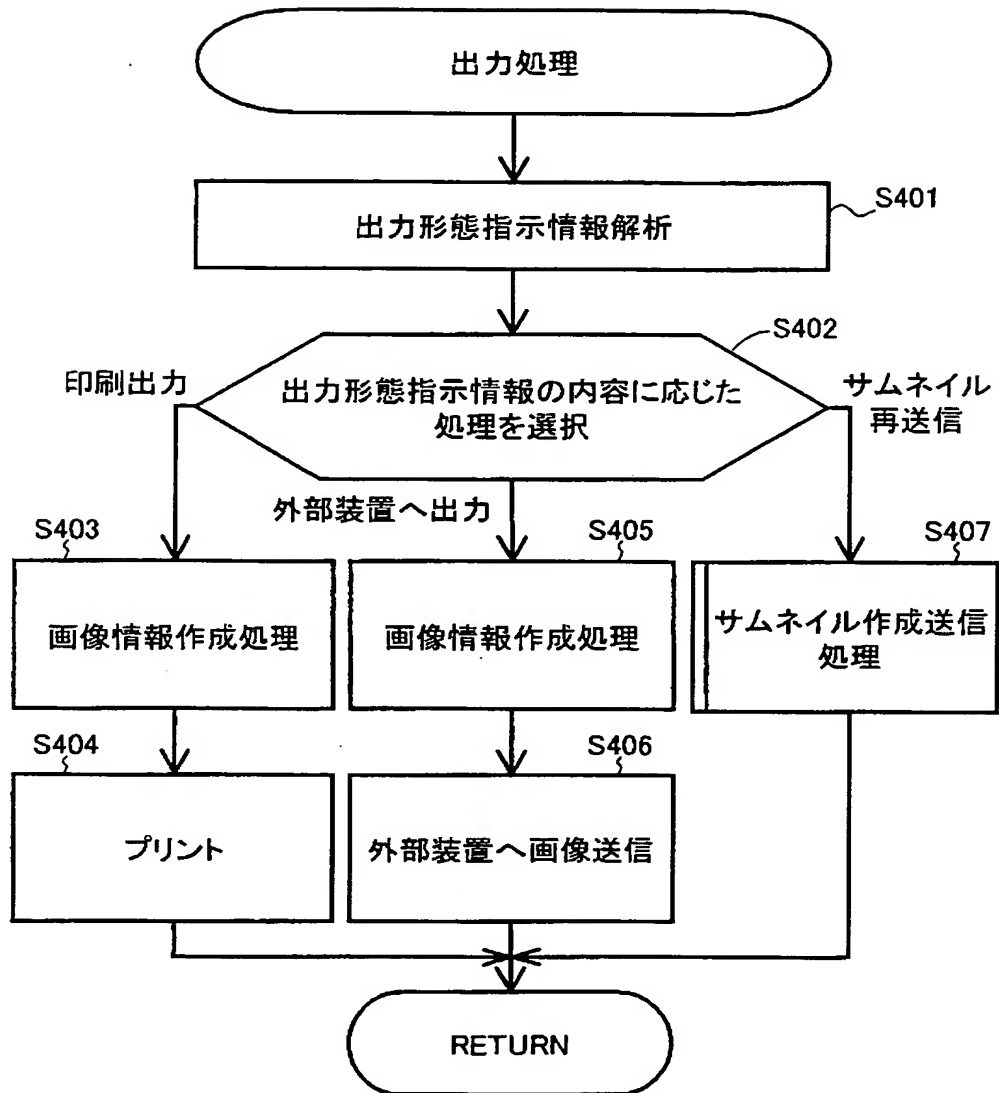 出力処理
S401
出力形態指示情報解析
S402
印刷出力
出力形態指示情報の内容に応じた
処理を選択
サムネイル
再送信
外部装置へ出力
S403
S405
S407
画像情報作成処理
画像情報作成処理
サムネイル作成送信
処理
S404
S406
プリント
外部装置へ画像送信
RETURN